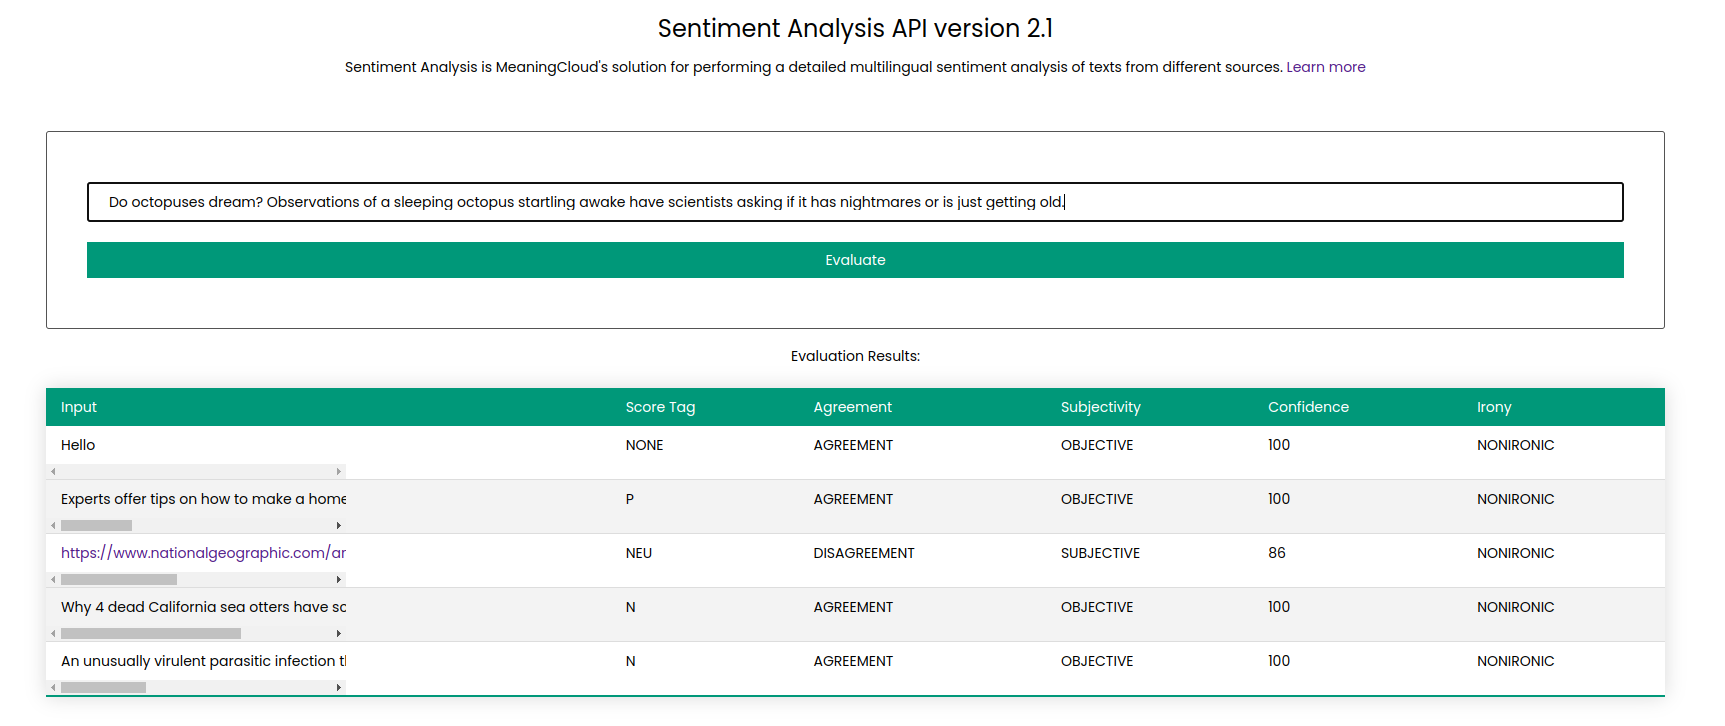 Sentiment Analysis API version 2.1
Sentiment Analysis is MeaningCloud's solution for performing a detailed multilingual sentiment analysis of texts from different sources. Learn more
Do octopuses dream? Observations of a sleeping octopus startling awake have scientists asking if it has nightmares or is just getting old.
Evaluate
Evaluation Results:
Input Score Tag Agreement Subjectivity Confidence Irony
Hello NONE AGREEMENT OBJECTIVE 100 NONIRONIC
Experts offer tips on how to make a home P AGREEMENT OBJECTIVE 100 NONIRONIC
https://www.nationalgeographic.com/ar NEU DISAGREEMENT SUBJECTIVE 86 NONIRONIC
Why 4 dead California sea otters have sc N AGREEMENT OBJECTIVE 100 NONIRONIC
An unusually virulent parasitic infection N AGREEMENT OBJECTIVE 100 NONIRONIC